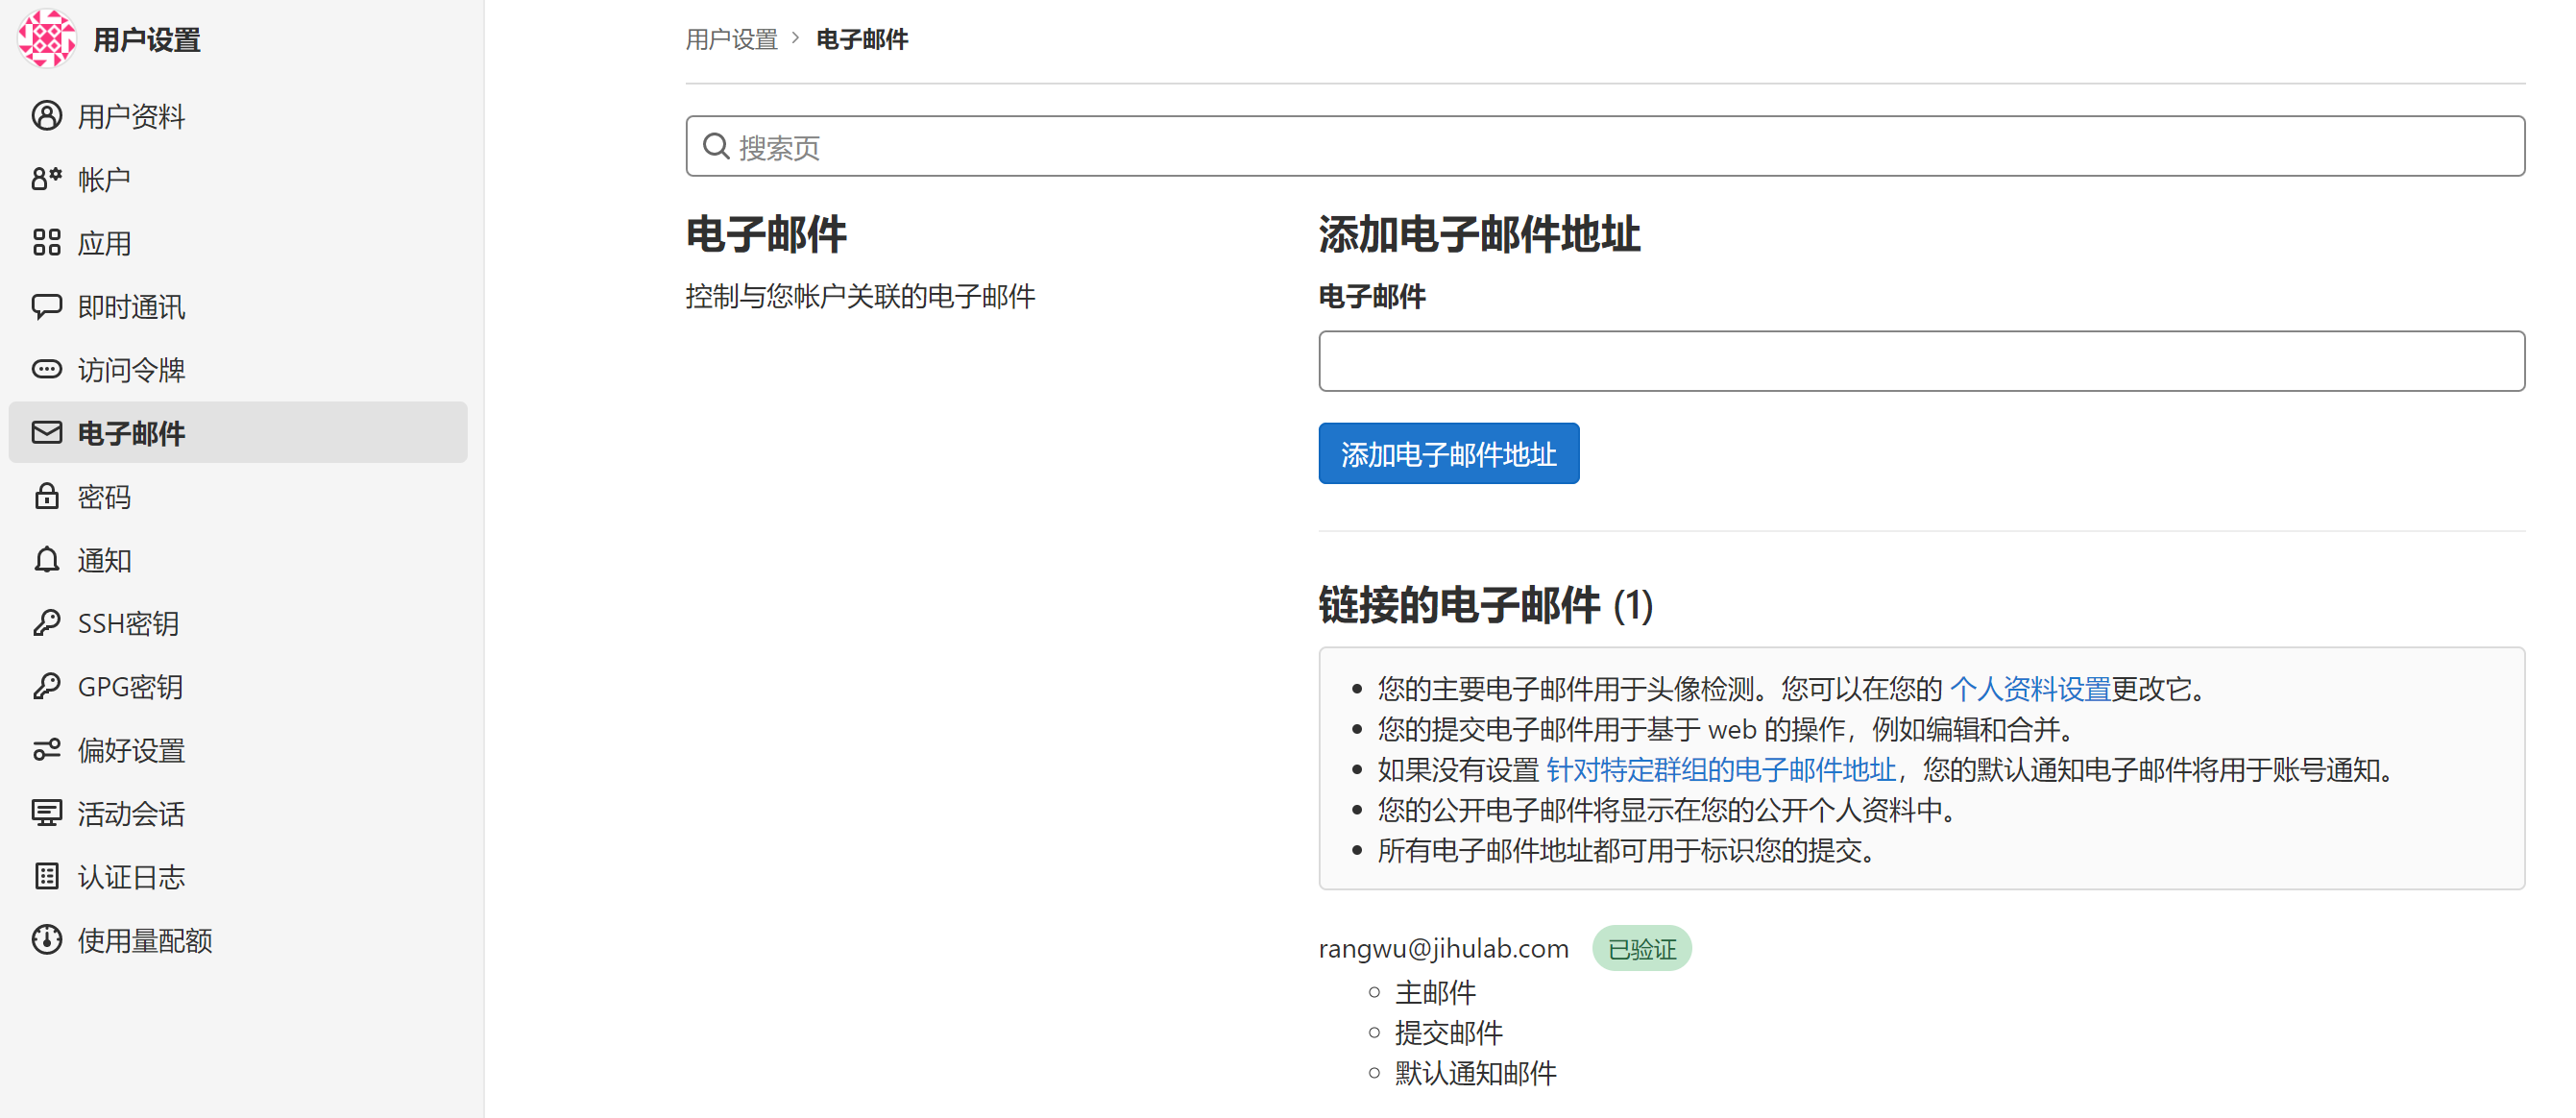 用户设置
用户资料
帐户
应用
即时通讯
访问令牌
电子邮件
密码
通知
SSH密钥
GPG密钥
偏好设置
活动会话
认证日志
使用量配额
用户设置 > 电子邮件
搜索页
电子邮件
控制与您帐户关联的电子邮件
添加电子邮件地址
电子邮件
添加电子邮件地址
链接的电子邮件 (1)
您的主要电子邮件用于头像检测。您可以在您的 个人资料设置更改它。
您的提交电子邮件用于基于 web 的操作，例如编辑和合并。
如果没有设置 针对特定群组的电子邮件地址，您的默认通知电子邮件将用于账号通知。
您的公开电子邮件将显示在您的公开个人资料中。
所有电子邮件地址都可用于标识您的提交。
rangwu@jihulab.com 已验证
主邮件
提交邮件
默认通知邮件